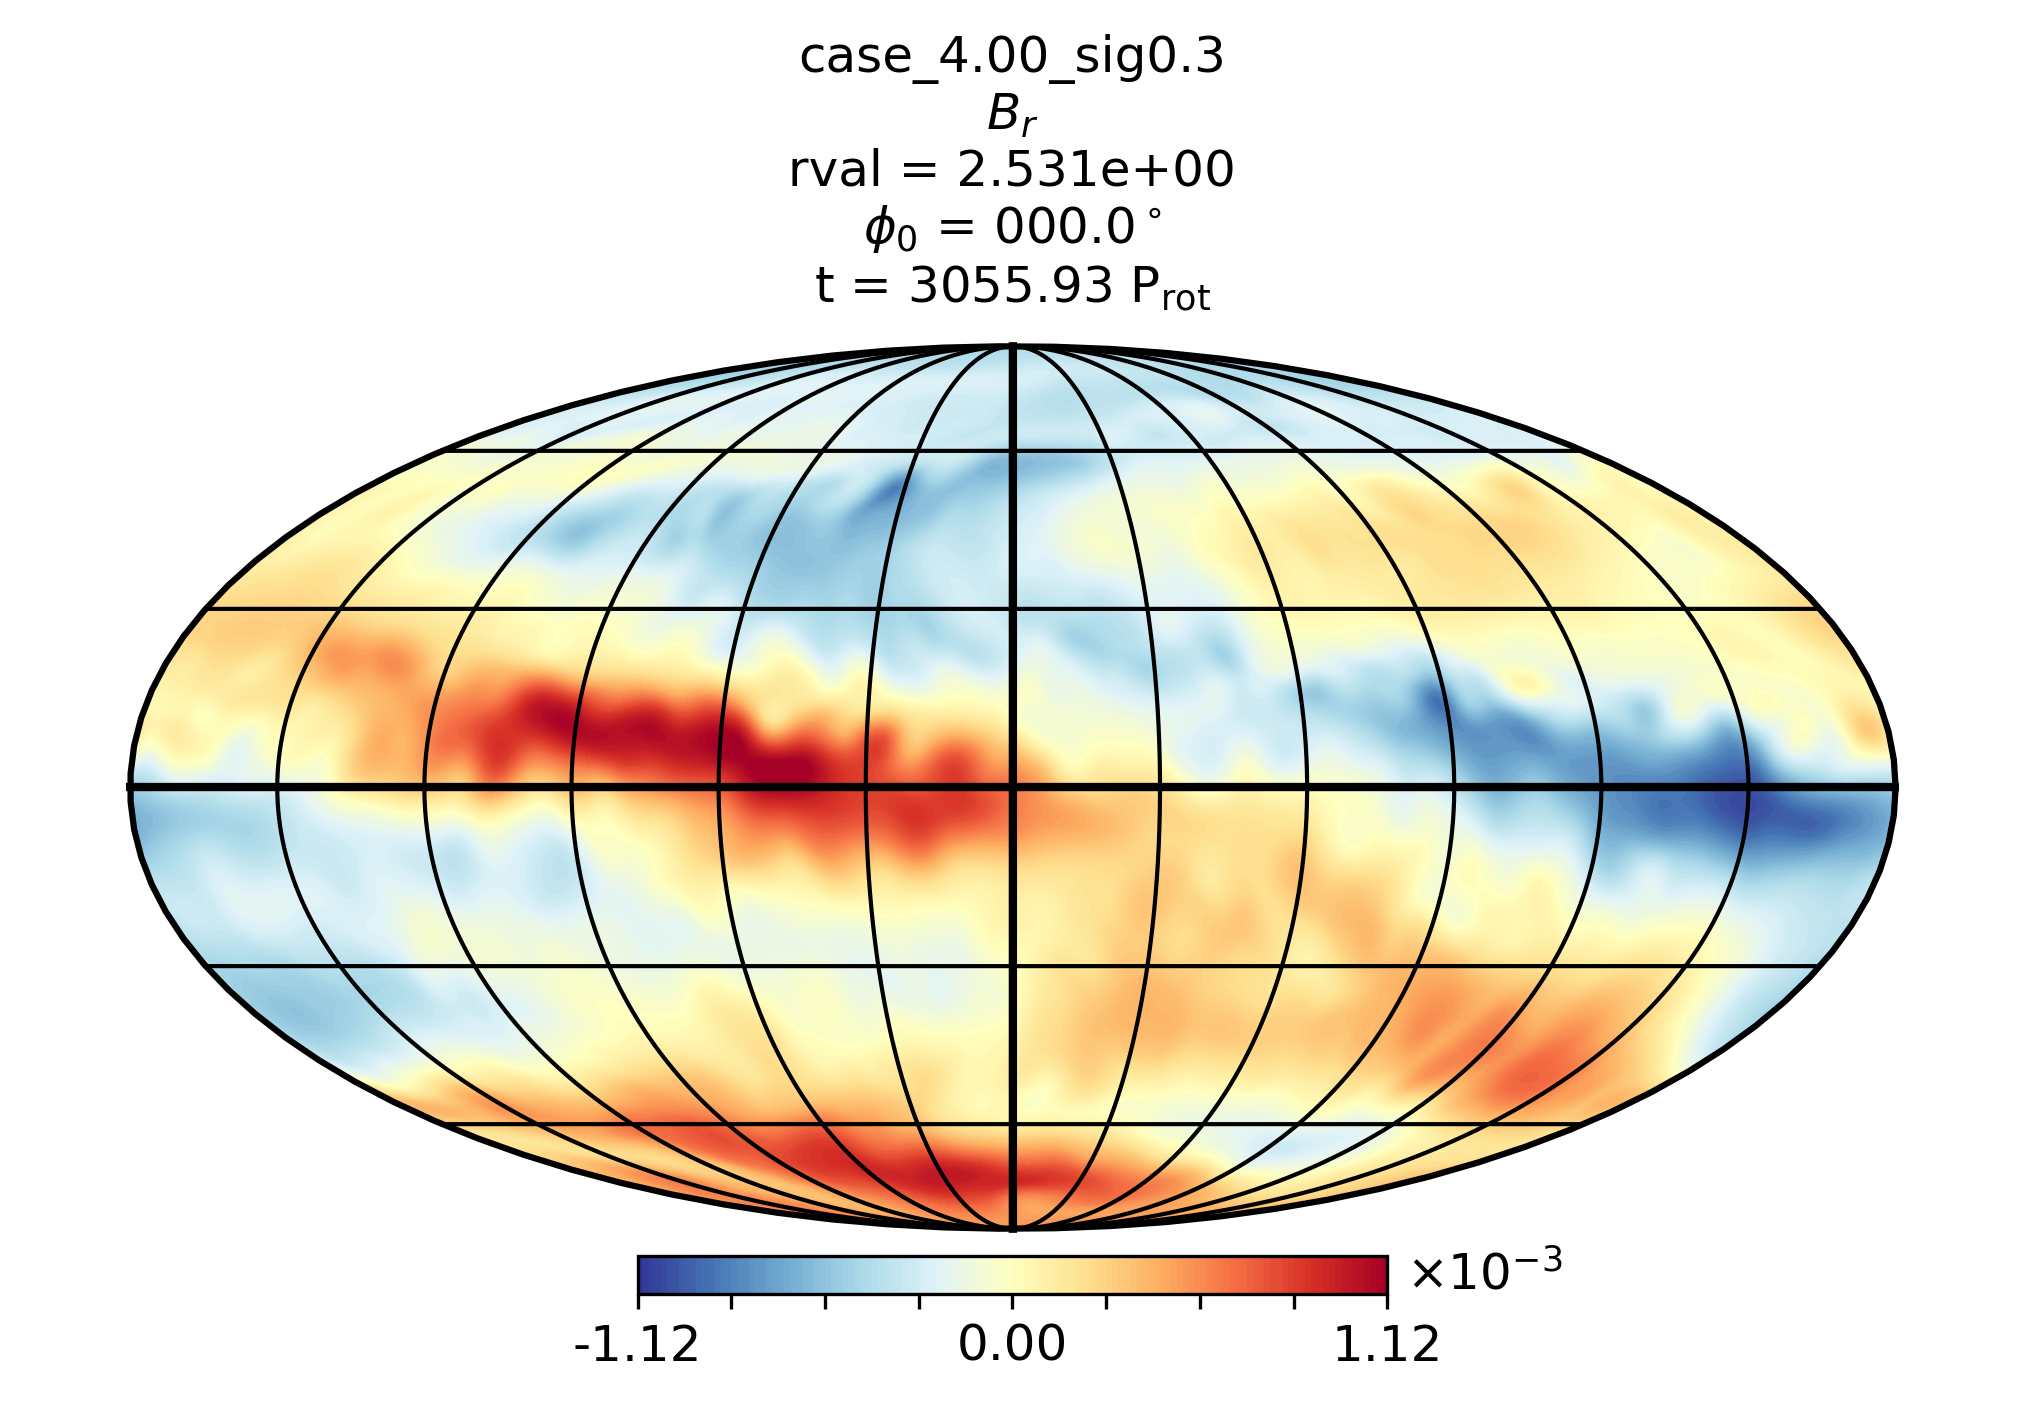 case_4.00_sig0.3
B_r
rval = 2.531e+00
ϕ₀ = 000.0°
t = 3055.93 P_rot
×10⁻³
-1.12 0.00 1.12